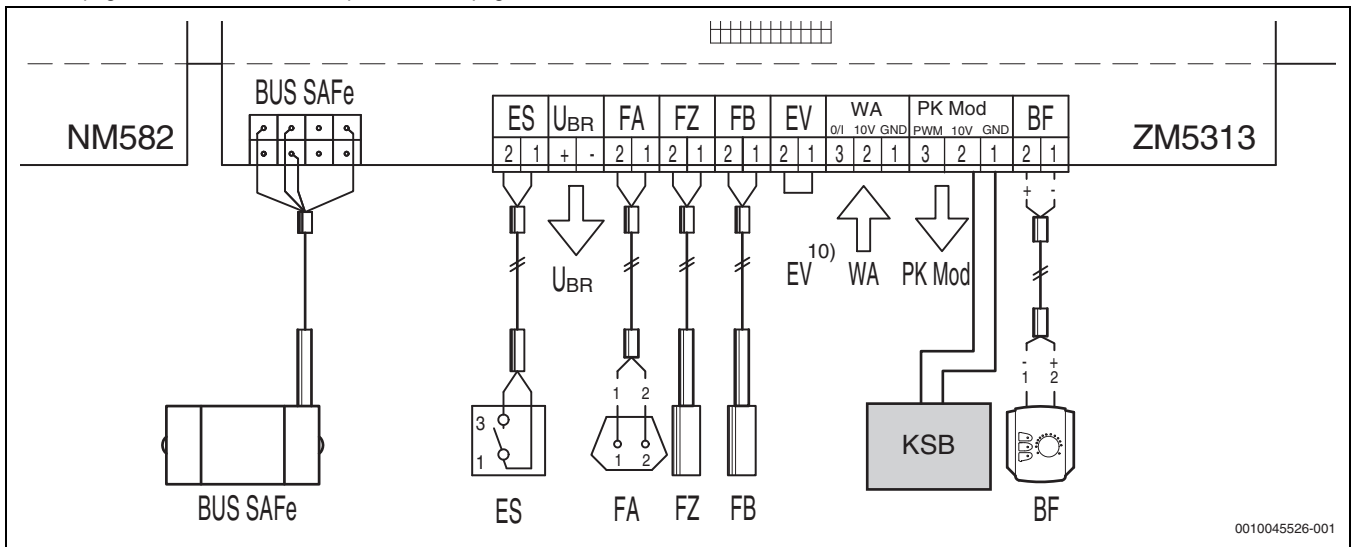 BUS SAFe
NM582
ZM5313
ES UBR FA FZ FB EV WA PK Mod BF
0/I 10V GND PWM 10V GND
2 1 + - 2 1 2 1 2 1 2 1 3 2 1 3 2 1 2 1
+ -
UBR
EV 10) WA PK Mod
- +
1 2
1 2
3
1
1 2
KSB
BUS SAFe
ES FA FZ FB BF
0010045526-001